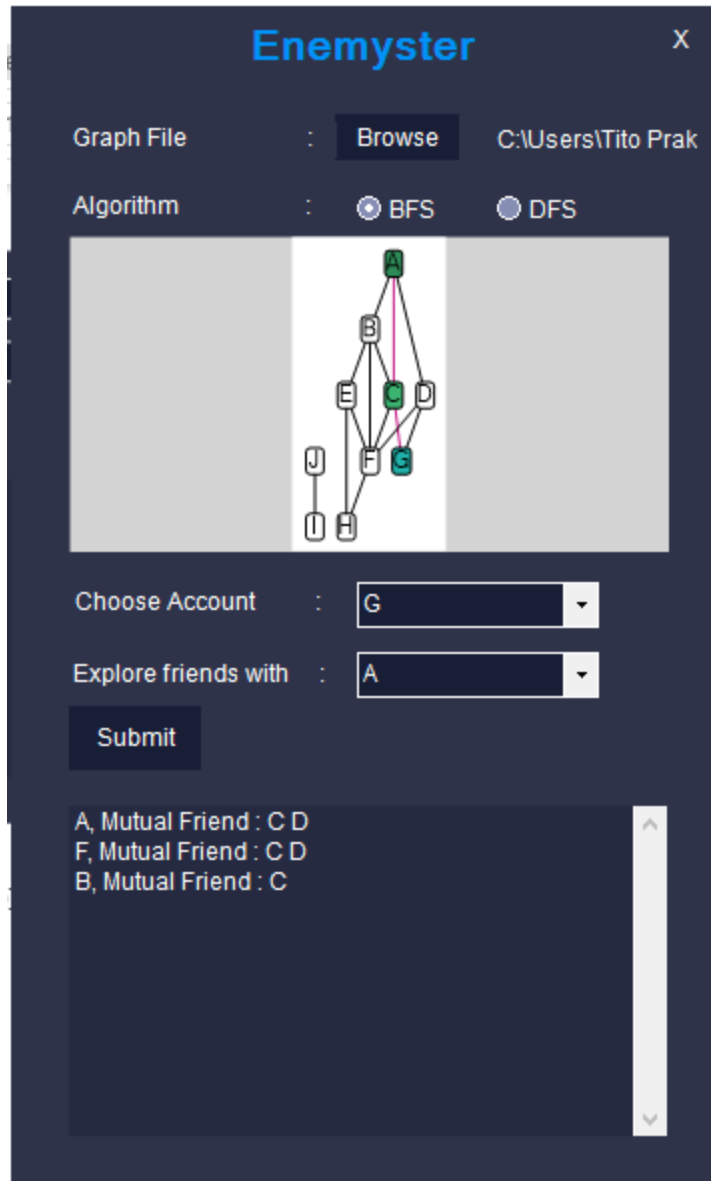 Enemyster X
Graph File : Browse C:\Users\Tito Prak
Algorithm : BFS DFS
A
B
E C D
J F G
I H
Choose Account : G
Explore friends with : A
Submit
A, Mutual Friend : C D
F, Mutual Friend : C D
B, Mutual Friend : C